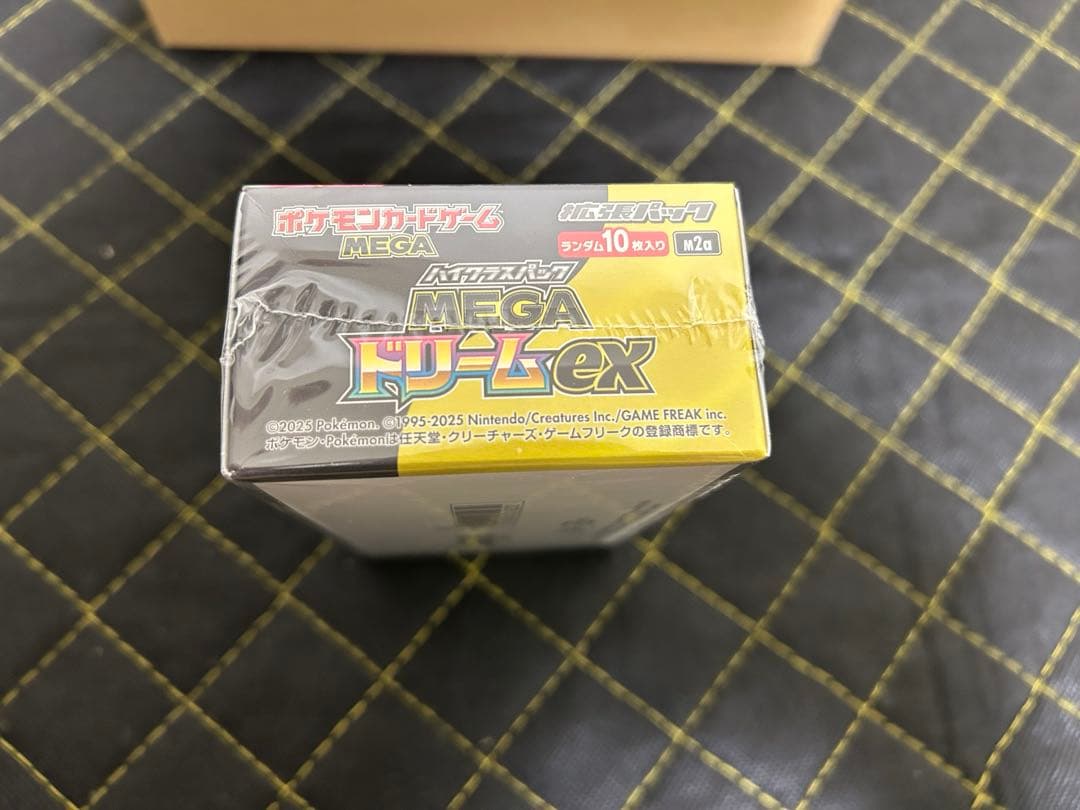 ポケモンカードゲーム
MEGA
拡張パック
ランダム10枚入り
M2a
ハイクラスパック
MEGA
ドリームex
©2025 Pokémon. ©1995-2025 Nintendo/Creatures Inc./GAME FREAK inc.
ポケモン・Pokémonは任天堂・クリーチャーズ・ゲームフリークの登録商標です。